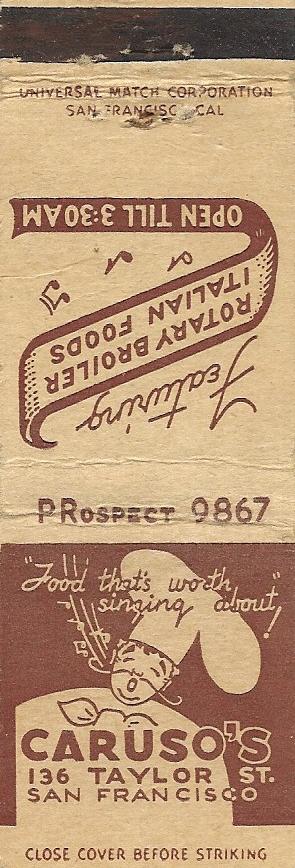 UNIVERSAL MATCH CORPORATION
SAN FRANCISC CAL
Featuring
ROTARY BROILER
ITALIAN FOODS
OPEN TILL 3:30AM
PROSPECT 9867
"Food that's worth
singing about"!
CARUSO'S
136 TAYLOR ST.
SAN FRANCISCO
CLOSE COVER BEFORE STRIKING